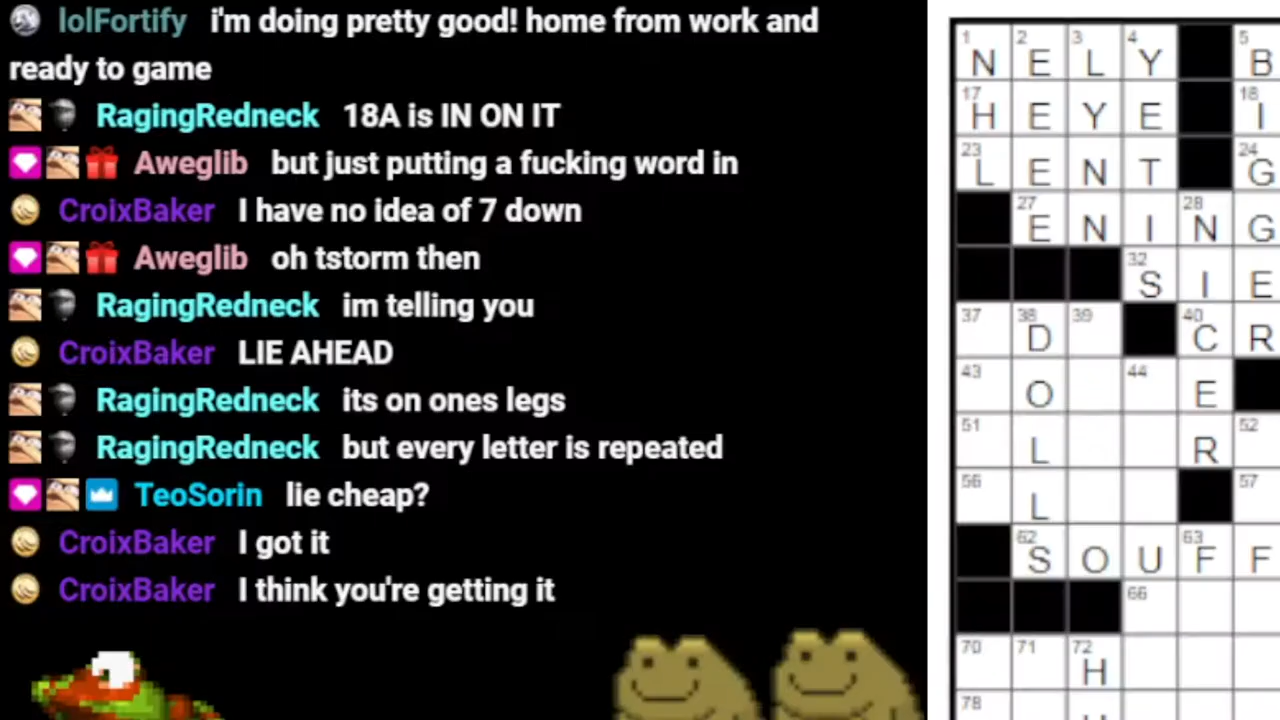 lolFortify i'm doing pretty good! home from work and
ready to game
RagingRedneck 18A is IN ON IT
Aweglib but just putting a fucking word in
CroixBaker I have no idea of 7 down
Aweglib oh tstorm then
RagingRedneck im telling you
CroixBaker LIE AHEAD
RagingRedneck its on ones legs
RagingRedneck but every letter is repeated
TeoSorin lie cheap?
CroixBaker I got it
CroixBaker I think you're getting it
1 N 2 E 3 L 4 Y 5 B
17 H E Y E 18 I
23 L E N T 24 G
27 E N I 28 N G
32 S I E
37 38 D 39 40 C R
43 O 44 E
51 L R 52
56 L 57
62 S O U 63 F F
66
70 71 72 H
78